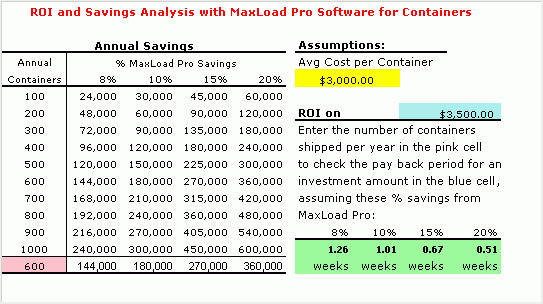 ROI and Savings Analysis with MaxLoad Pro Software for Containers
Annual Savings
Annual % MaxLoad Pro Savings
Containers 8% 10% 15% 20%
100 24,000 30,000 45,000 60,000
200 48,000 60,000 90,000 120,000
300 72,000 90,000 135,000 180,000
400 96,000 120,000 180,000 240,000
500 120,000 150,000 225,000 300,000
600 144,000 180,000 270,000 360,000
700 168,000 210,000 315,000 420,000
800 192,000 240,000 360,000 480,000
900 216,000 270,000 405,000 540,000
1000 240,000 300,000 450,000 600,000
600 144,000 180,000 270,000 360,000
Assumptions:
Avg Cost per Container
$3,000.00
ROI on $3,500.00
Enter the number of containers
shipped per year in the pink cell
to check the pay back period for an
investment amount in the blue cell,
assuming these % savings from
MaxLoad Pro:
8% 10% 15% 20%
1.26 1.01 0.67 0.51
weeks weeks weeks weeks